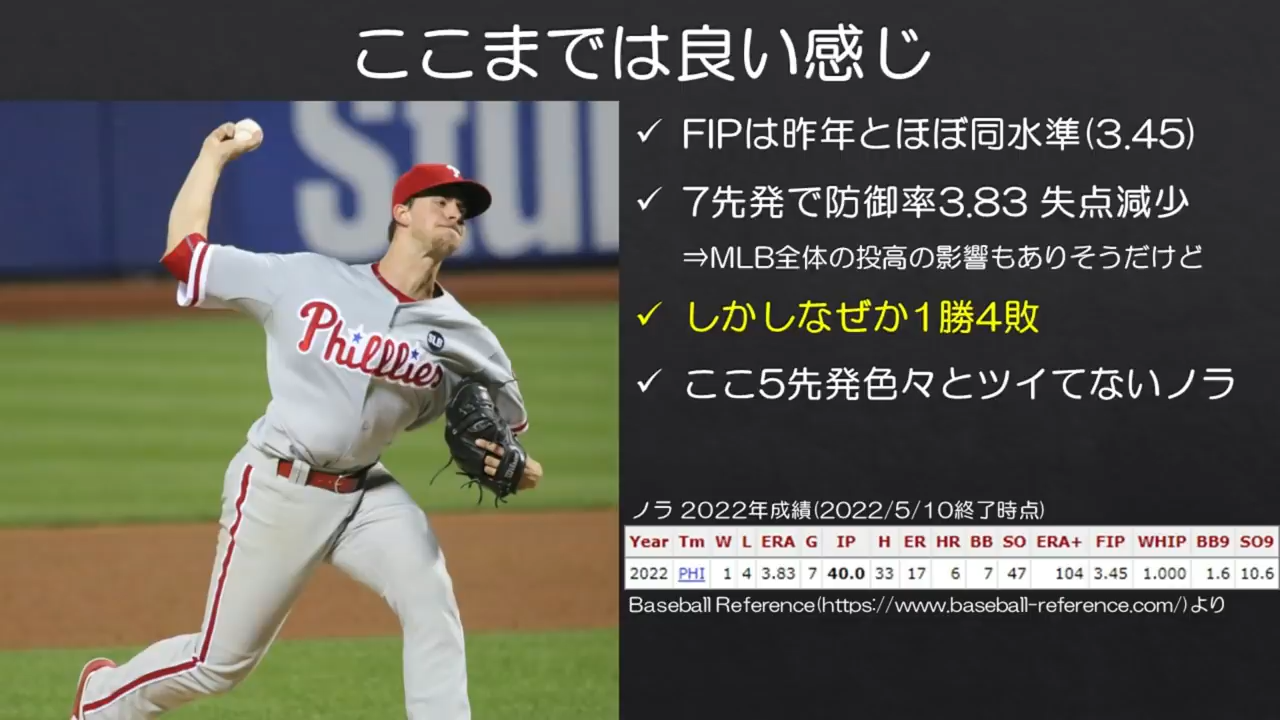 ここまでは良い感じ
Stu
Phillies
✓ FIPは昨年とほぼ同水準(3.45)
✓ 7先発で防御率3.83 失点減少
⇒MLB全体の投高の影響もありそうだけど
✓ しかしなぜか1勝4敗
✓ ここ5先発色々とツイてないノラ
ノラ 2022年成績(2022/5/10終了時点)
Year Tm W L ERA G IP H ER HR BB SO ERA+ FIP WHIP BB9 SO9
2022 PHI 1 4 3.83 7 40.0 33 17 6 7 47 104 3.45 1.000 1.6 10.6
Baseball Reference(https://www.baseball-reference.com/)より